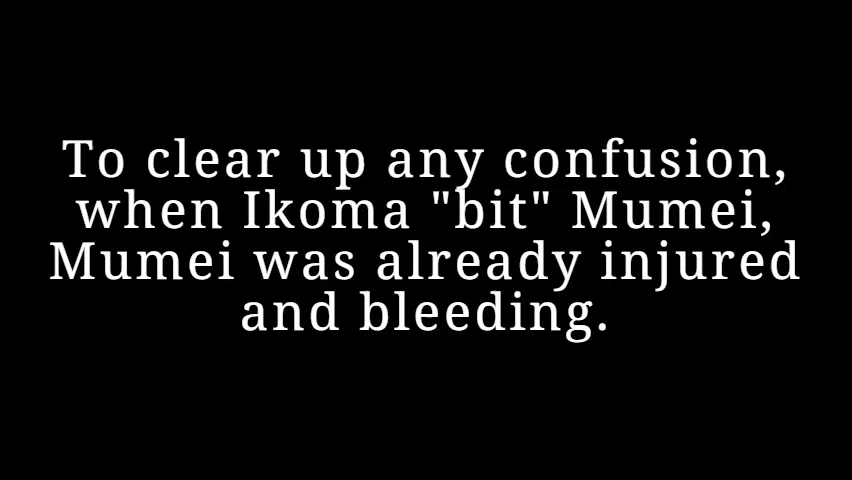 To clear up any confusion,
when Ikoma "bit" Mumei,
Mumei was already injured
and bleeding.